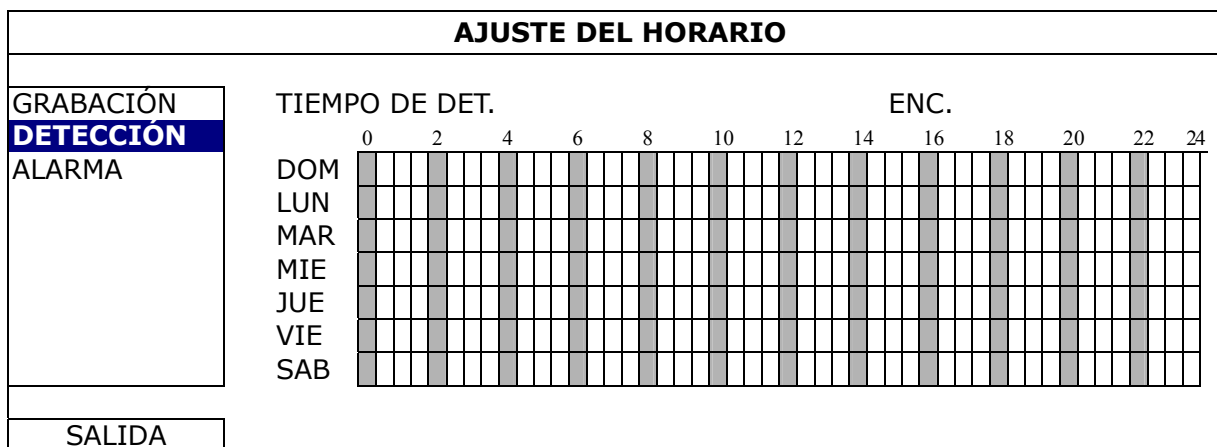 AJUSTE DEL HORARIO
GRABACIÓN
DETECCIÓN
ALARMA
TIEMPO DE DET. ENC.
0 2 4 6 8 10 12 14 16 18 20 22 24
DOM
LUN
MAR
MIE
JUE
VIE
SAB
SALIDA